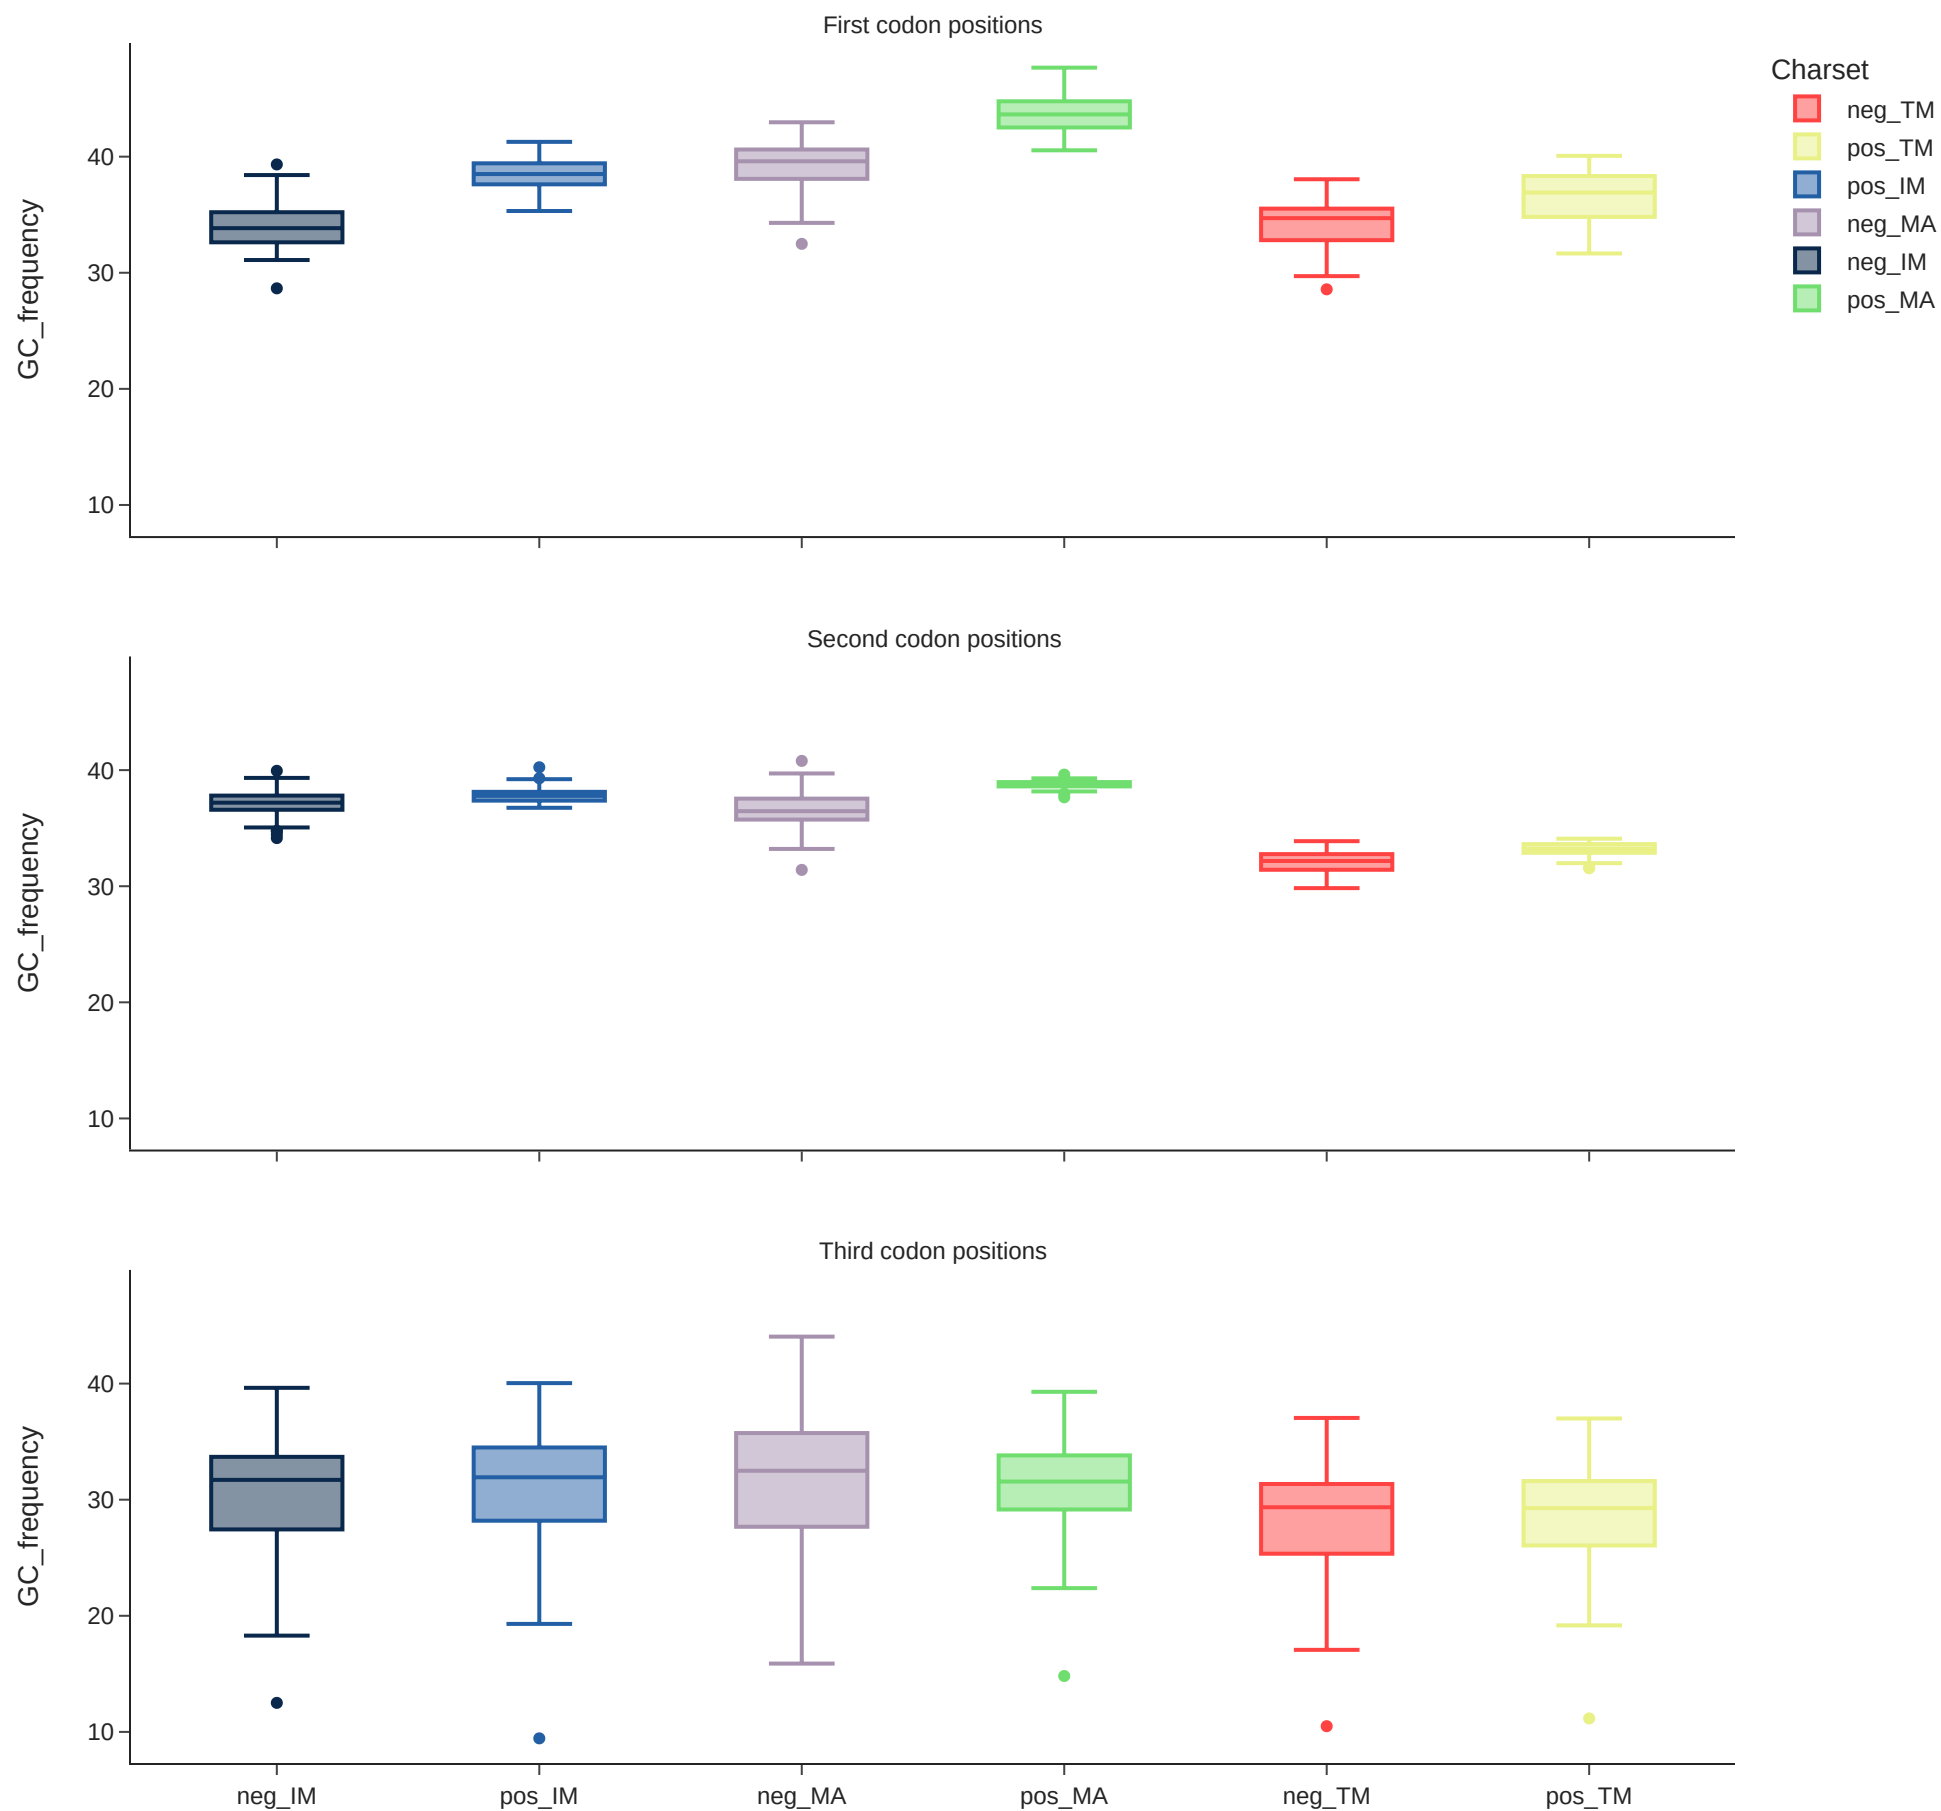 First codon positions
GC_frequency
40
30
20
10
Charset
neg_TM
pos_TM
pos_IM
neg_MA
neg_IM
pos_MA
Second codon positions
GC_frequency
40
30
20
10
Third codon positions
GC_frequency
40
30
20
10
neg_IM pos_IM neg_MA pos_MA neg_TM pos_TM